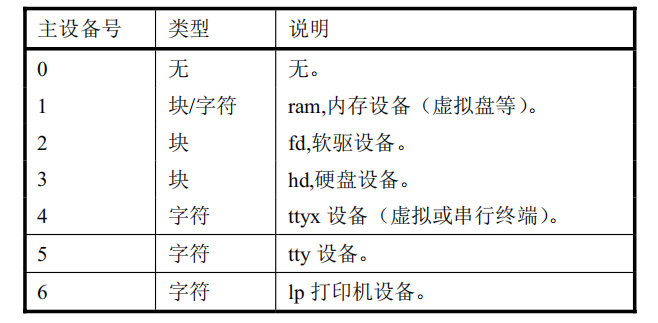 主设备号 类型 说明
0 无 无。
1 块/字符 ram,内存设备（虚拟盘等）。
2 块 fd,软驱设备。
3 块 hd,硬盘设备。
4 字符 ttyx 设备（虚拟或串行终端）。
5 字符 tty 设备。
6 字符 lp 打印机设备。